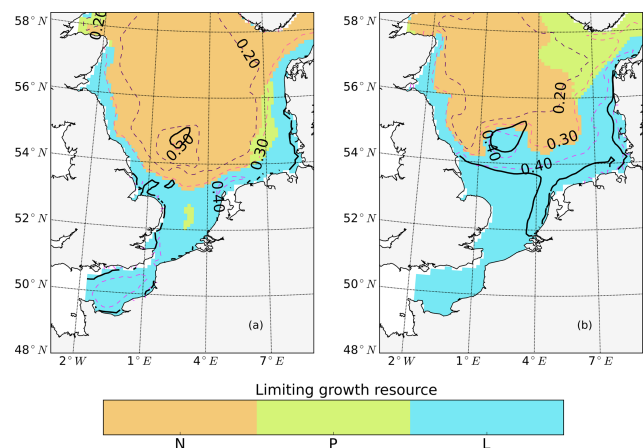 58° N
56° N
54° N
52° N
50° N
48° N
2° W
1° E
4° E
7° E
0.20
0.20
0.30
0.30
0.40
(a)
58° N
56° N
54° N
52° N
50° N
48° N
2° W
1° E
4° E
7° E
0.20
0.30
0.40
0.40
(b)
Limiting growth resource
N
P
L